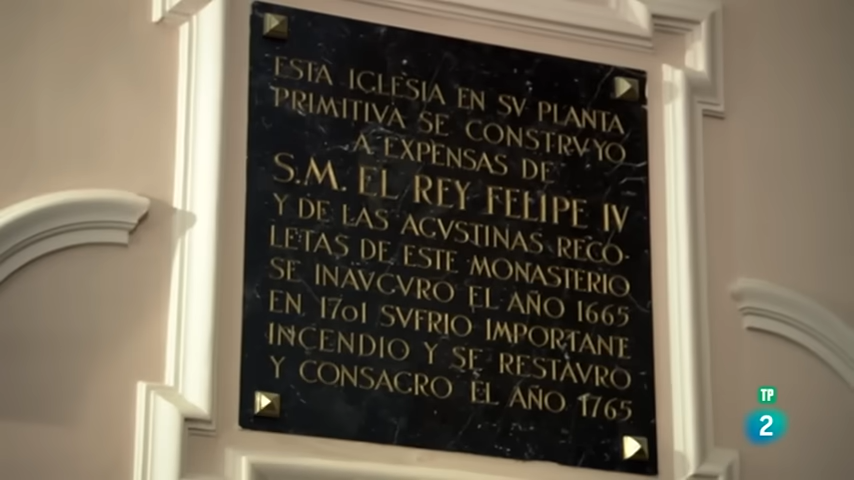 ESTA IGLESIA EN SV PLANTA
PRIMITIVA SE CONSTRVYO
A EXPENSAS DE
S.M. EL REY FELIPE IV
Y DE LAS AGVSTINAS RECO-
LETAS DE ESTE MONASTERIO
SE INAVGVRO EL AÑO 1665
EN 1701 SVFRIO IMPORTANTE
INCENDIO Y SE RESTAVRO
Y CONSAGRO EL AÑO 1765
TP
2